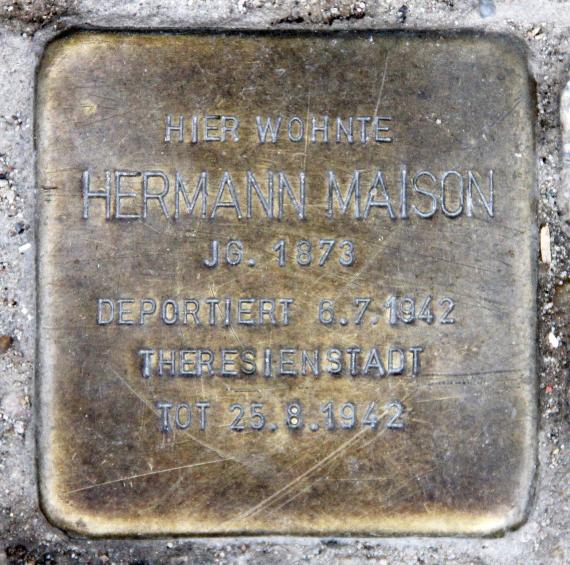 HIER WOHNTE
HERMANN MAISON
JG. 1873
DEPORTIERT 6.7.1942
THERESIENSTADT
TOT 25.8.1942